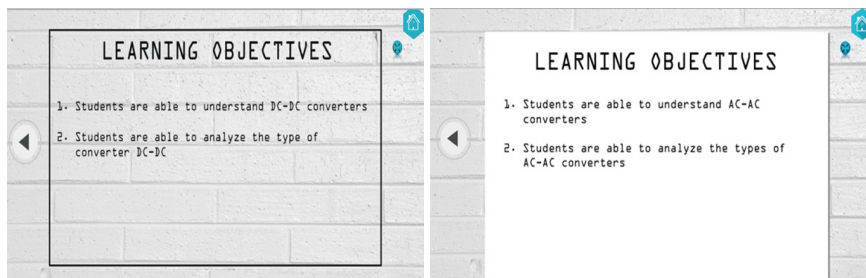 LEARNING OBJECTIVES
1. Students are able to understand DC-DC converters
2. Students are able to analyze the type of
converter DC-DC
LEARNING OBJECTIVES
1. Students are able to understand AC-AC
converters
2. Students are able to analyze the types of
AC-AC converters